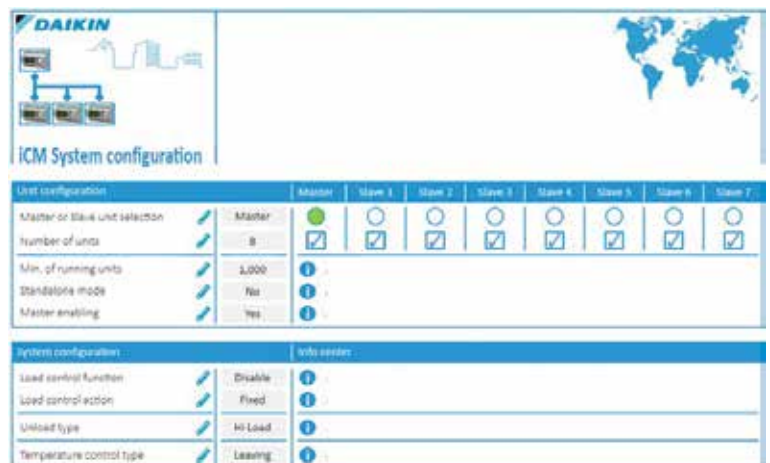 DAIKIN
iCM System configuration
Unit configuration Master Slave 1 Slave 2 Slave 3 Slave 4 Slave 5 Slave 6 Slave 7
Master or Slave unit selection Master
Number of units 8
Min. of running units 1,000
Standalone mode No
Master enabling Yes
System configuration Info center
Load control function Disable
Load control action Fixed
Unload type Hi Load
Temperature control type Leaving